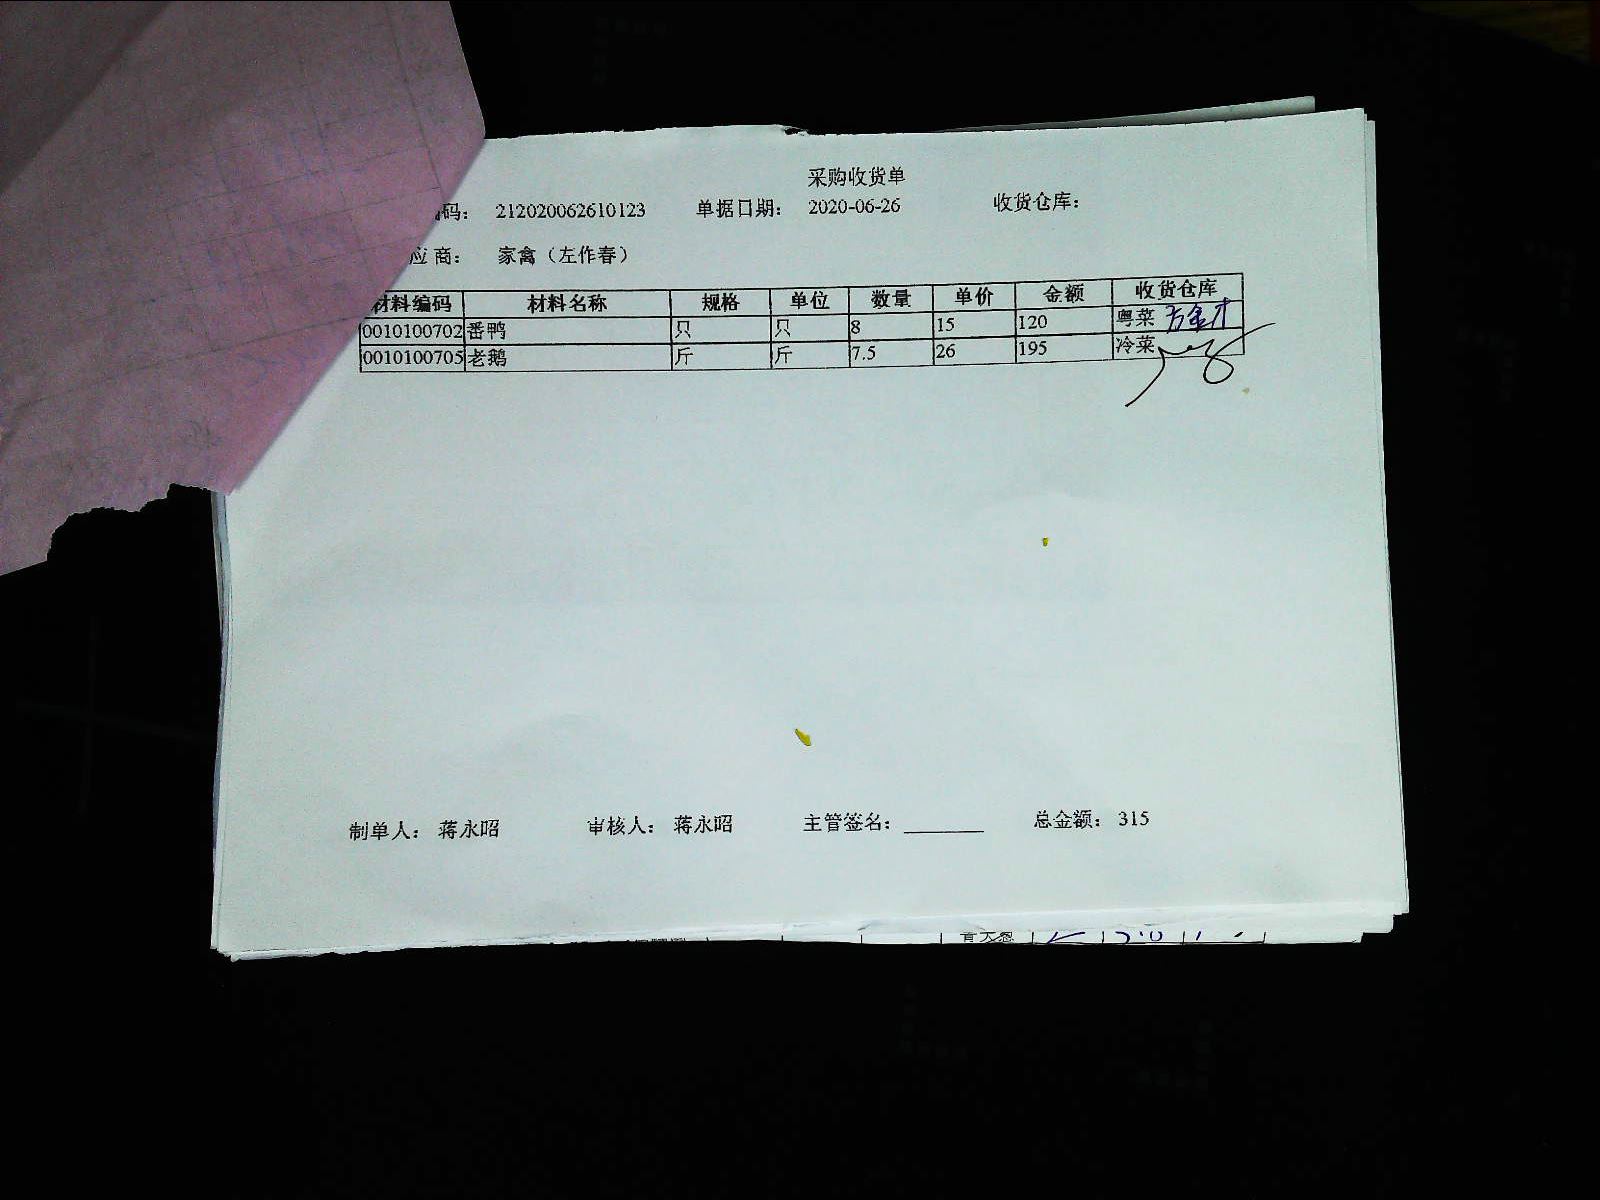 采购收货单
码： 212020062610123 单据日期： 2020-06-26 收货仓库：
应商： 家禽（左作春）
材料编码 材料名称 规格 单位 数量 单价 金额 收货仓库
0010100702 番鸭 只 只 8 15 120 粤菜
0010100705 老鹅 斤 斤 7.5 26 195 冷菜
制单人： 蒋永昭 审核人： 蒋永昭 主管签名： 总金额： 315